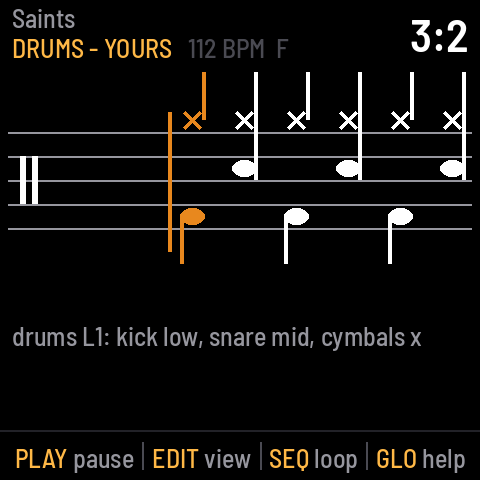 Saints
DRUMS - YOURS 112 BPM F
3:2
drums L1: kick low, snare mid, cymbals x
PLAY pause EDIT view SEQ loop GLO help